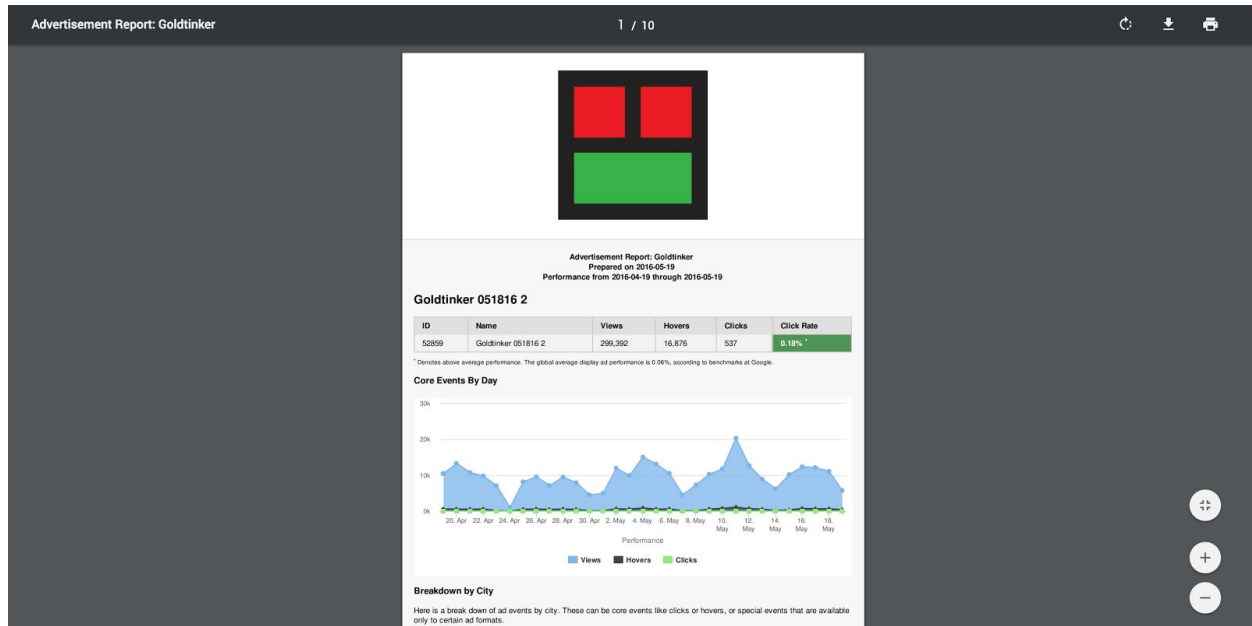 Advertisement Report: Goldtinker
1 / 10
Advertisement Report: Goldtinker
Prepared on 2016-05-19
Performance from 2016-04-19 through 2016-05-19
Goldtinker 051816 2
ID Name Views Hovers Clicks Click Rate
52859 Goldtinker 051816 2 299,392 16,876 537 0.18% *
* Denotes above average performance. The global average display ad performance is 0.06%, according to benchmarks at Google.
Core Events By Day
30k
20k
10k
0k
20. Apr 22. Apr 24. Apr 26. Apr 28. Apr 30. Apr 2. May 4. May 6. May 8. May 10. May 12. May 14. May 16. May 18. May
Performance
Views Hovers Clicks
Breakdown by City
Here is a break down of ad events by city. These can be core events like clicks or hovers, or special events that are available
only to certain ad formats.